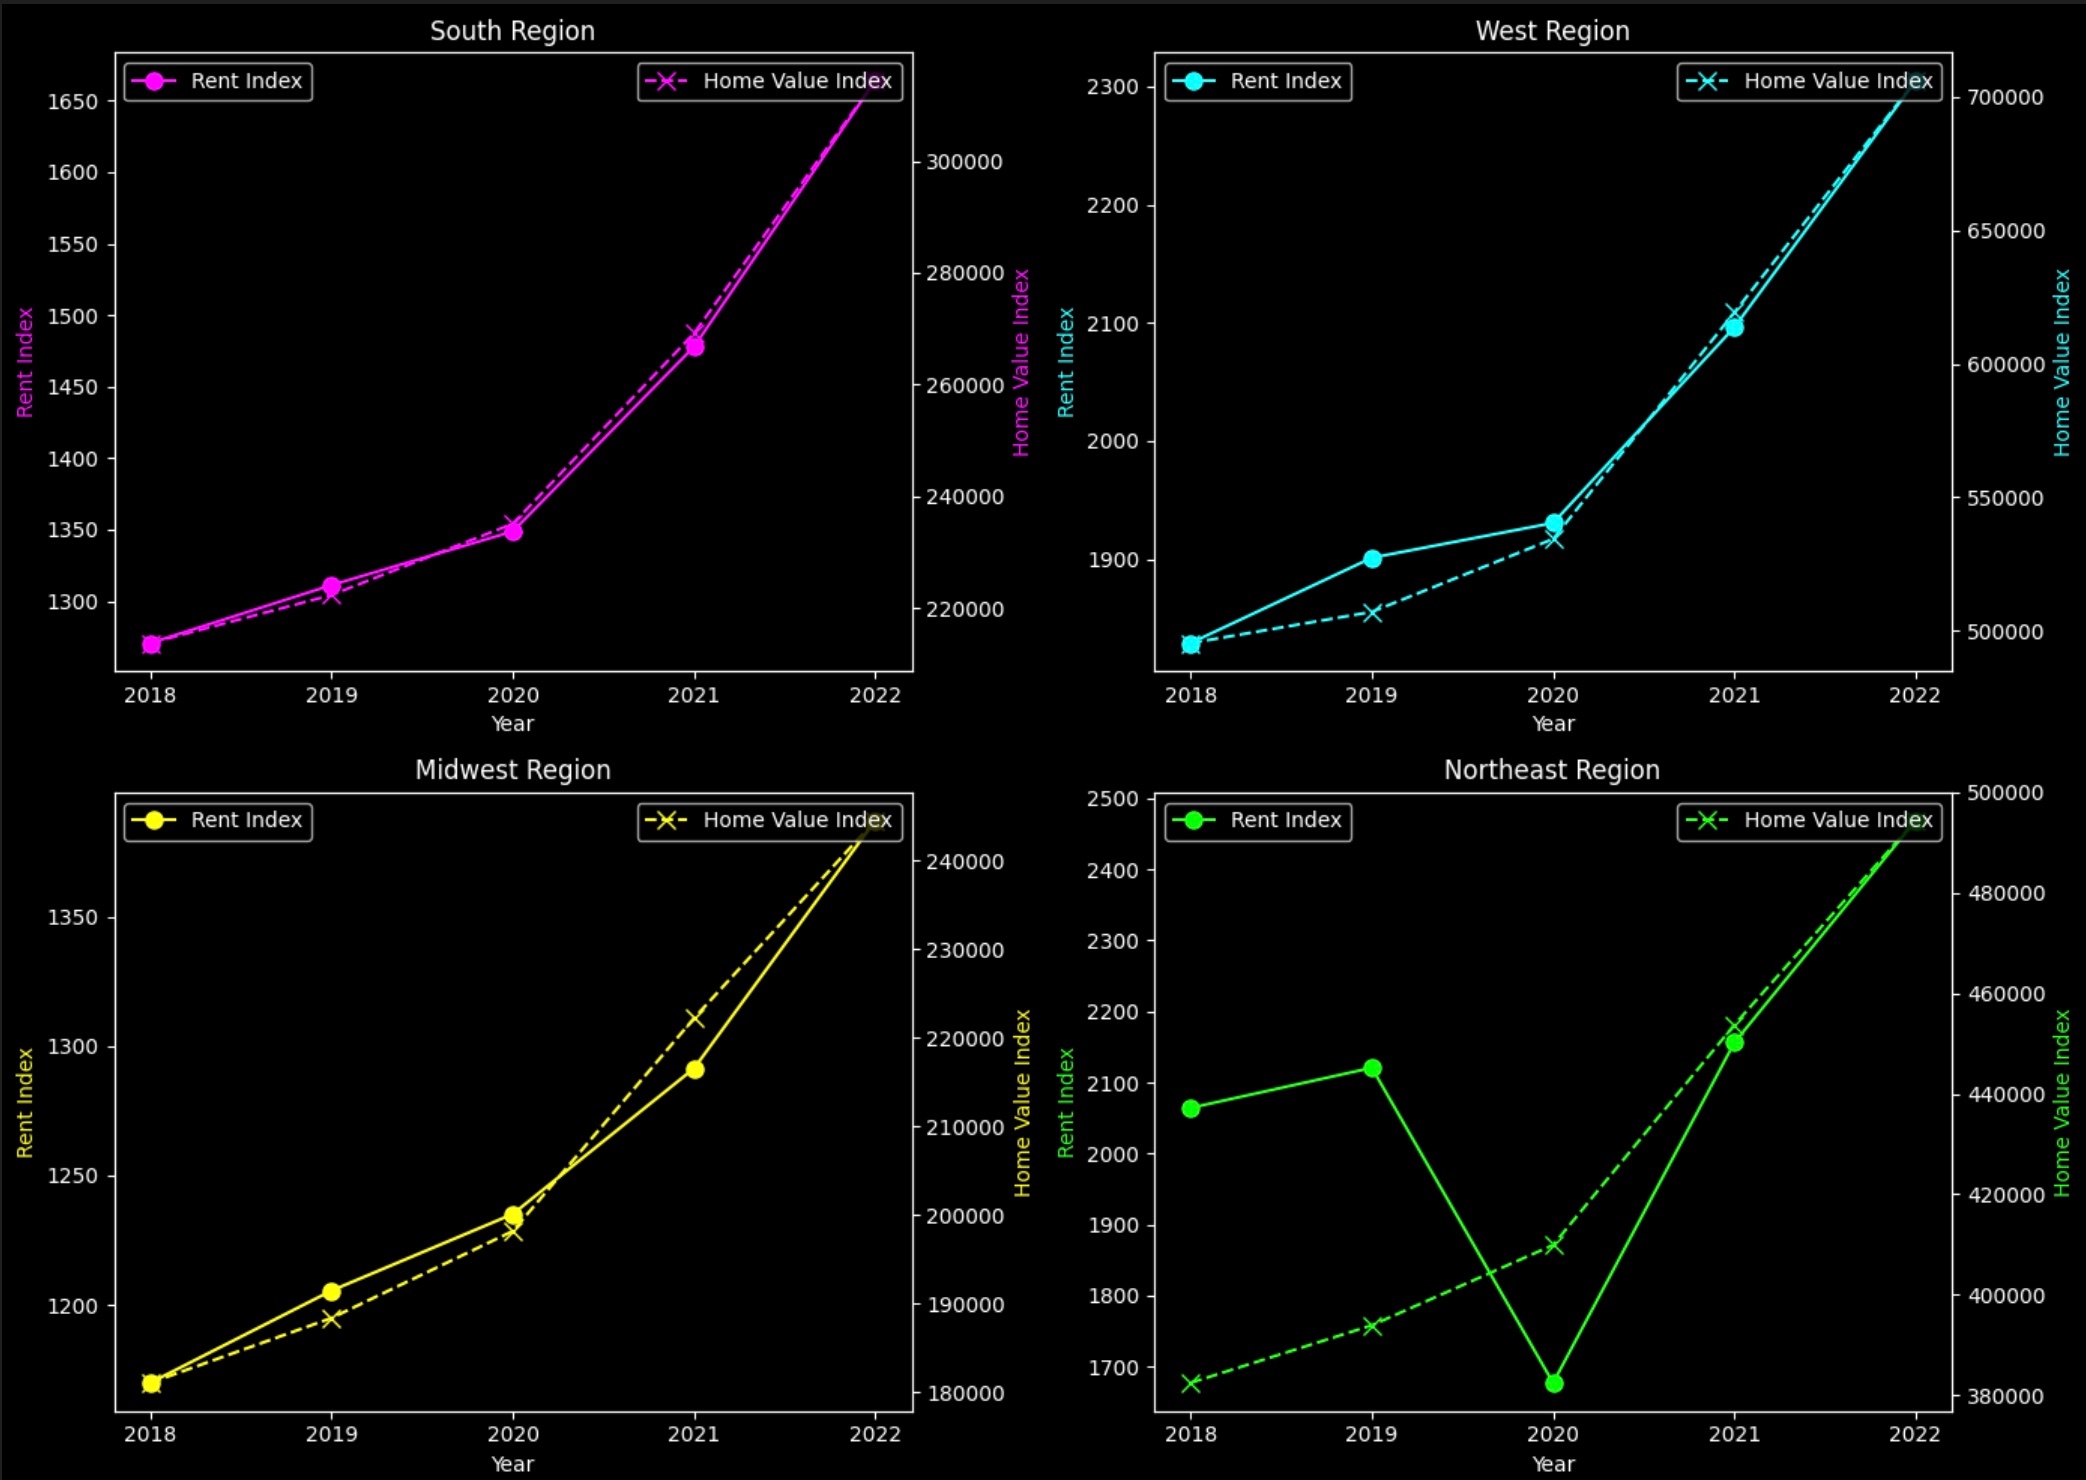 South Region
Rent Index
Home Value Index
1650
1600
1550
1500
1450
1400
1350
1300
Rent Index
300000
280000
260000
240000
220000
Home Value Index
2018 2019 2020 2021 2022
Year
West Region
Rent Index
Home Value Index
2300
2200
2100
2000
1900
Rent Index
700000
650000
600000
550000
500000
Home Value Index
2018 2019 2020 2021 2022
Year
Midwest Region
Rent Index
Home Value Index
1350
1300
1250
1200
Rent Index
240000
230000
220000
210000
200000
190000
180000
Home Value Index
2018 2019 2020 2021 2022
Year
Northeast Region
Rent Index
Home Value Index
2500
2400
2300
2200
2100
2000
1900
1800
1700
Rent Index
500000
480000
460000
440000
420000
400000
380000
Home Value Index
2018 2019 2020 2021 2022
Year